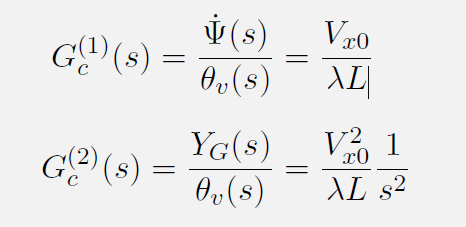 G_c^{(1)}(s) = \frac{\dot{\Psi}(s)}{\theta_v(s)} = \frac{V_{x0}}{\lambda L}
G_c^{(2)}(s) = \frac{Y_G(s)}{\theta_v(s)} = \frac{V_{x0}^2}{\lambda L} \frac{1}{s^2}